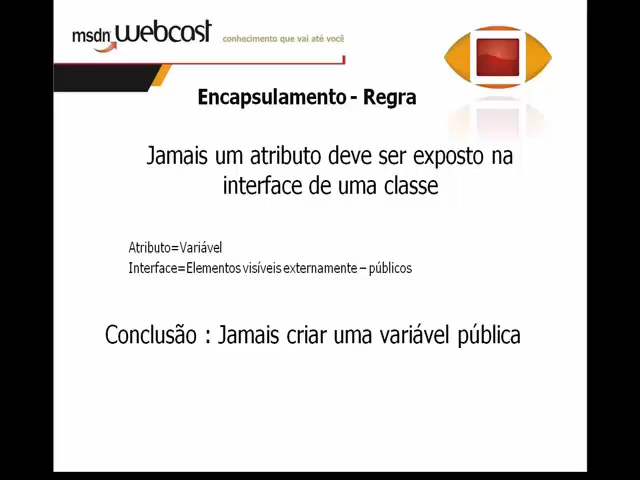 msdn webcast conhecimento que vai até você
Encapsulamento - Regra
Jamais um atributo deve ser exposto na
interface de uma classe
Atributo=Variável
Interface=Elementos visíveis externamente – públicos
Conclusão : Jamais criar uma variável pública